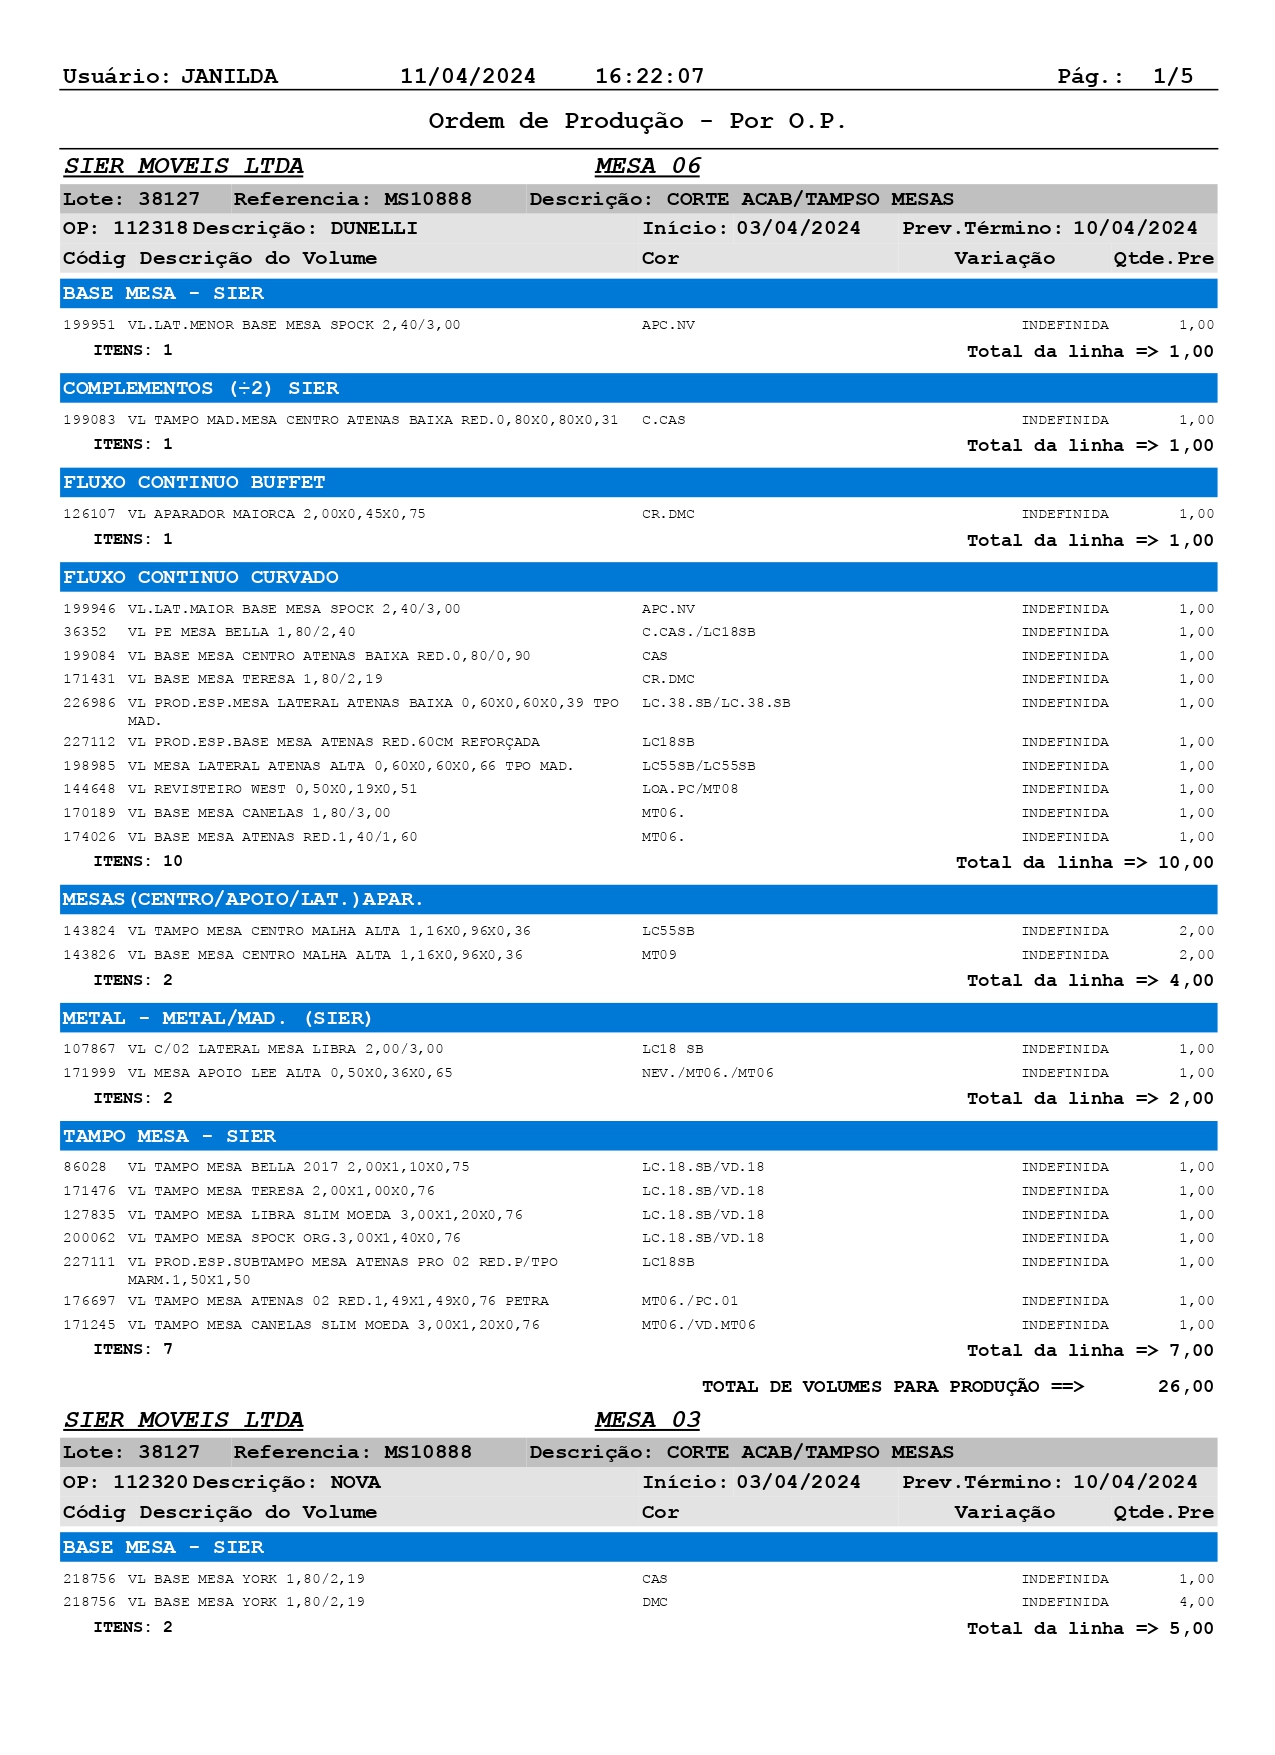 Usuário: JANILDA 11/04/2024 16:22:07 Pág.: 1/5
Ordem de Produção - Por O.P.
SIER MOVEIS LTDA MESA 06
Lote: 38127 Referencia: MS10888 Descrição: CORTE ACAB/TAMPSO MESAS
OP: 112318 Descrição: DUNELLI Início: 03/04/2024 Prev.Término: 10/04/2024
Códig Descrição do Volume Cor Variação Qtde.Pre
BASE MESA - SIER
199951 VL.LAT.MENOR BASE MESA SPOCK 2,40/3,00 APC.NV INDEFINIDA 1,00
ITENS: 1 Total da linha => 1,00
COMPLEMENTOS (÷2) SIER
199083 VL TAMPO MAD.MESA CENTRO ATENAS BAIXA RED.0,80X0,80X0,31 C.CAS INDEFINIDA 1,00
ITENS: 1 Total da linha => 1,00
FLUXO CONTINUO BUFFET
126107 VL APARADOR MAIORCA 2,00X0,45X0,75 CR.DMC INDEFINIDA 1,00
ITENS: 1 Total da linha => 1,00
FLUXO CONTINUO CURVADO
199946 VL.LAT.MAIOR BASE MESA SPOCK 2,40/3,00 APC.NV INDEFINIDA 1,00
36352 VL PE MESA BELLA 1,80/2,40 C.CAS./LC18SB INDEFINIDA 1,00
199084 VL BASE MESA CENTRO ATENAS BAIXA RED.0,80/0,90 CAS INDEFINIDA 1,00
171431 VL BASE MESA TERESA 1,80/2,19 CR.DMC INDEFINIDA 1,00
226986 VL PROD.ESP.MESA LATERAL ATENAS BAIXA 0,60X0,60X0,39 TPO LC.38.SB/LC.38.SB INDEFINIDA 1,00
MAD.
227112 VL PROD.ESP.BASE MESA ATENAS RED.60CM REFORÇADA LC18SB INDEFINIDA 1,00
198985 VL MESA LATERAL ATENAS ALTA 0,60X0,60X0,66 TPO MAD. LC55SB/LC55SB INDEFINIDA 1,00
144648 VL REVISTEIRO WEST 0,50X0,19X0,51 LOA.PC/MT08 INDEFINIDA 1,00
170189 VL BASE MESA CANELAS 1,80/3,00 MT06. INDEFINIDA 1,00
174026 VL BASE MESA ATENAS RED.1,40/1,60 MT06. INDEFINIDA 1,00
ITENS: 10 Total da linha => 10,00
MESAS(CENTRO/APOIO/LAT.)APAR.
143824 VL TAMPO MESA CENTRO MALHA ALTA 1,16X0,96X0,36 LC55SB INDEFINIDA 2,00
143826 VL BASE MESA CENTRO MALHA ALTA 1,16X0,96X0,36 MT09 INDEFINIDA 2,00
ITENS: 2 Total da linha => 4,00
METAL - METAL/MAD. (SIER)
107867 VL C/02 LATERAL MESA LIBRA 2,00/3,00 LC18 SB INDEFINIDA 1,00
171999 VL MESA APOIO LEE ALTA 0,50X0,36X0,65 NEV./MT06./MT06 INDEFINIDA 1,00
ITENS: 2 Total da linha => 2,00
TAMPO MESA - SIER
86028 VL TAMPO MESA BELLA 2017 2,00X1,10X0,75 LC.18.SB/VD.18 INDEFINIDA 1,00
171476 VL TAMPO MESA TERESA 2,00X1,00X0,76 LC.18.SB/VD.18 INDEFINIDA 1,00
127835 VL TAMPO MESA LIBRA SLIM MOEDA 3,00X1,20X0,76 LC.18.SB/VD.18 INDEFINIDA 1,00
200062 VL TAMPO MESA SPOCK ORG.3,00X1,40X0,76 LC.18.SB/VD.18 INDEFINIDA 1,00
227111 VL PROD.ESP.SUBTAMPO MESA ATENAS PRO 02 RED.P/TPO LC18SB INDEFINIDA 1,00
MARM.1,50X1,50
176697 VL TAMPO MESA ATENAS 02 RED.1,49X1,49X0,76 PETRA MT06./PC.01 INDEFINIDA 1,00
171245 VL TAMPO MESA CANELAS SLIM MOEDA 3,00X1,20X0,76 MT06./VD.MT06 INDEFINIDA 1,00
ITENS: 7 Total da linha => 7,00
TOTAL DE VOLUMES PARA PRODUÇÃO ==> 26,00
SIER MOVEIS LTDA MESA 03
Lote: 38127 Referencia: MS10888 Descrição: CORTE ACAB/TAMPSO MESAS
OP: 112320 Descrição: NOVA Início: 03/04/2024 Prev.Término: 10/04/2024
Códig Descrição do Volume Cor Variação Qtde.Pre
BASE MESA - SIER
218756 VL BASE MESA YORK 1,80/2,19 CAS INDEFINIDA 1,00
218756 VL BASE MESA YORK 1,80/2,19 DMC INDEFINIDA 4,00
ITENS: 2 Total da linha => 5,00